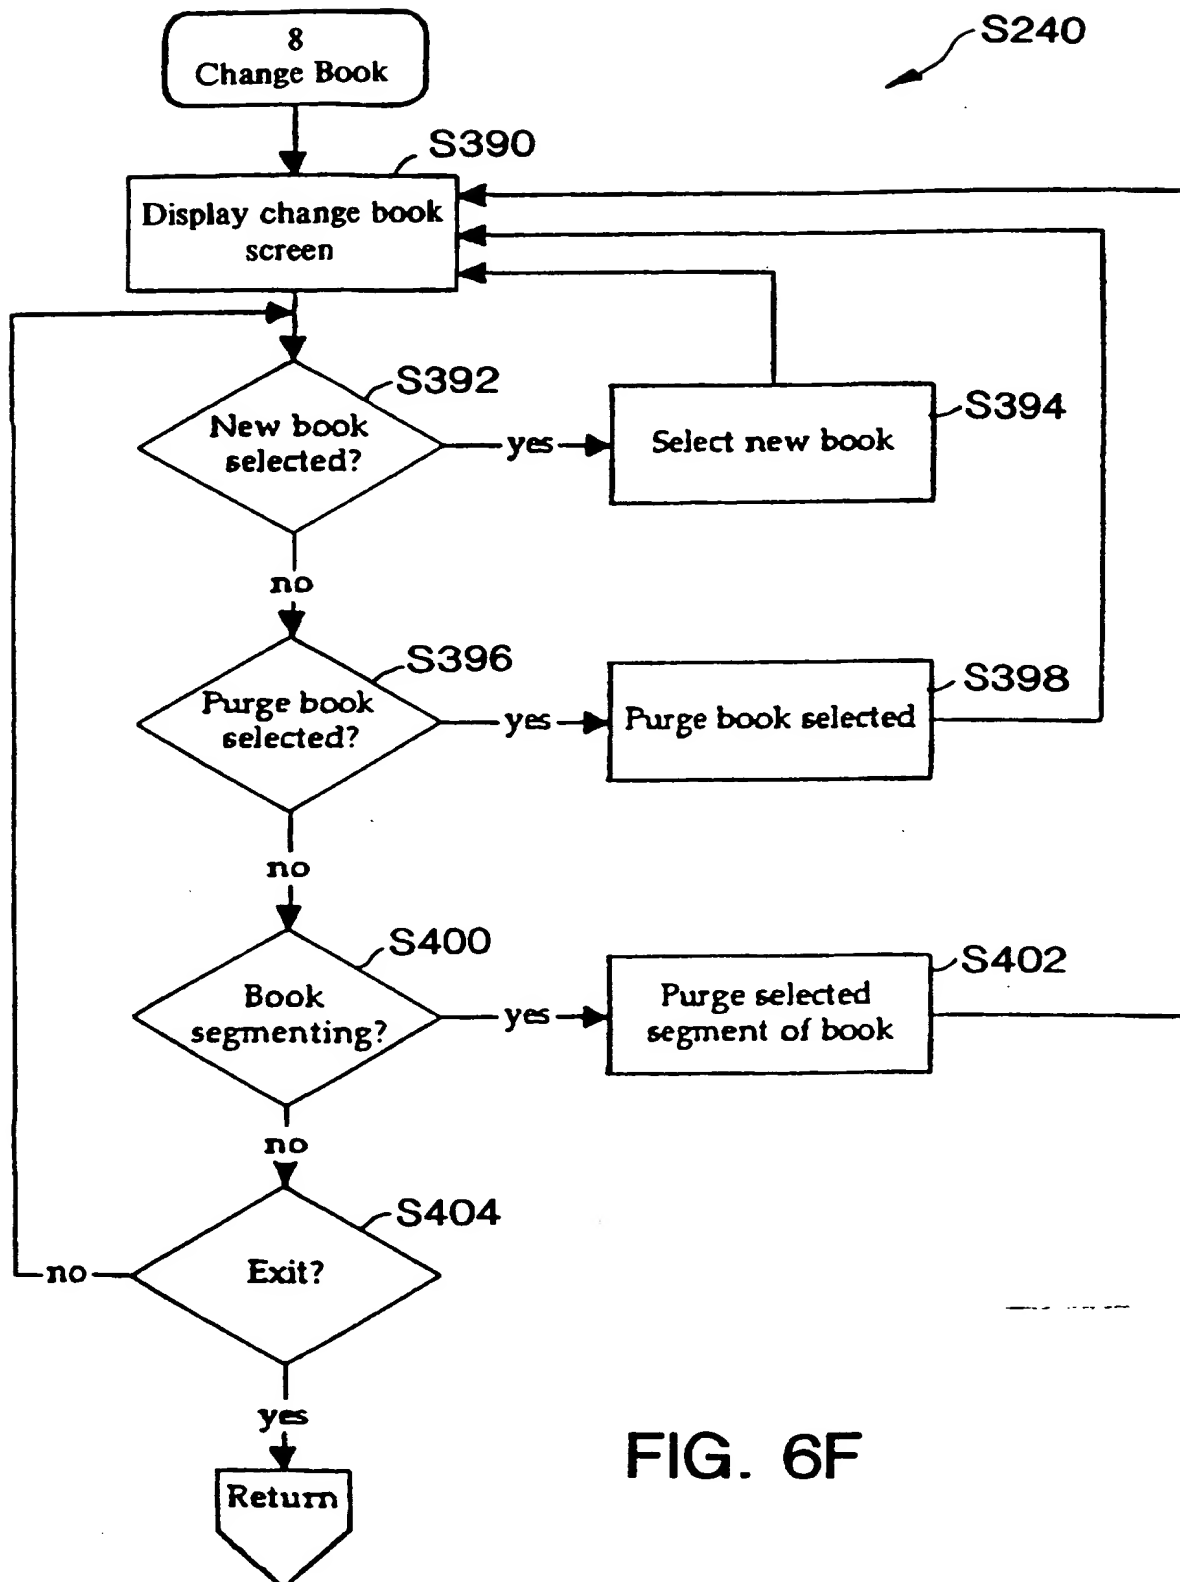 8
Change Book
S240
S390
Display change book
screen
S392
New book
selected?
yes
Select new book
S394
no
S396
Purge book
selected?
yes
Purge book selected
S398
no
S400
Book
segmenting?
yes
Purge selected
segment of book
S402
no
S404
Exit?
no
yes
Return
FIG. 6F